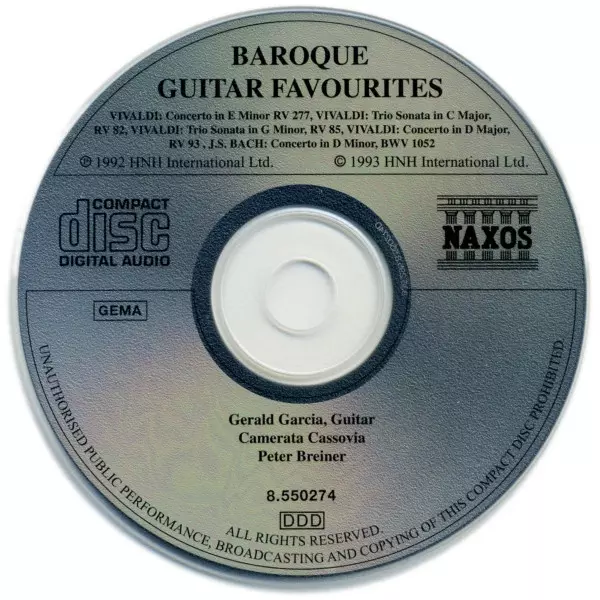 BAROQUE
GUITAR FAVOURITES
VIVALDI: Concerto in E Minor RV 277, VIVALDI: Trio Sonata in C Major,
RV 82, VIVALDI: Trio Sonata in G Minor, RV 85, VIVALDI: Concerto in D Major,
RV 93 , J.S. BACH: Concerto in D Minor, BWV 1052
℗ 1992 HNH International Ltd.
© 1993 HNH International Ltd.
COMPACT
disc
DIGITAL AUDIO
NAXOS
GEMA
Gerald Garcia, Guitar
Camerata Cassovia
Peter Breiner
8.550274
DDD
ALL RIGHTS RESERVED.
UNAUTHORISED PUBLIC PERFORMANCE, BROADCASTING AND COPYING OF THIS COMPACT DISC PROHIBITED